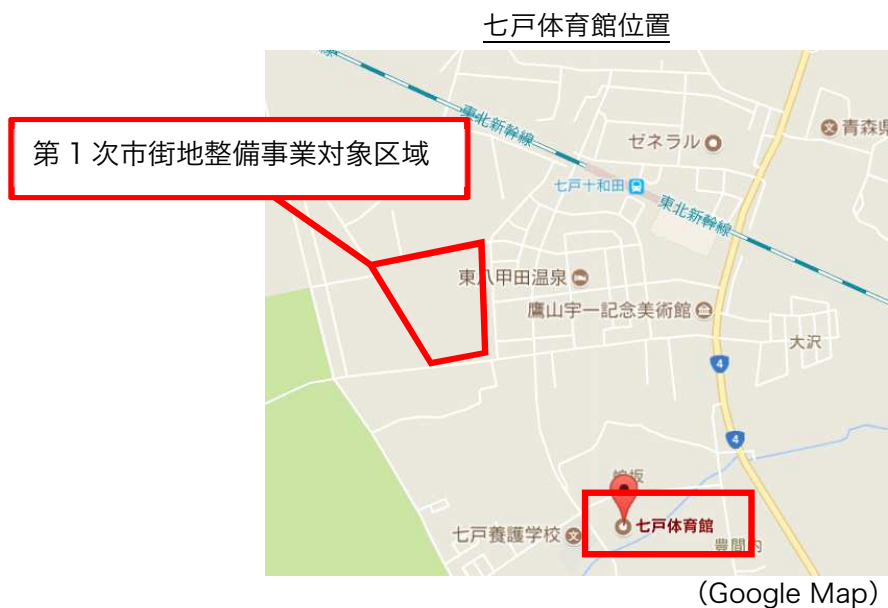 七戸体育館位置
第1次市街地整備事業対象区域
東北新幹線
ゼネラル
青森県
七戸十和田
東北新幹線
東八甲田温泉
鷹山宇一記念美術館
大沢
4
4
七戸体育館
七戸養護学校
豊間内
（Google Map）